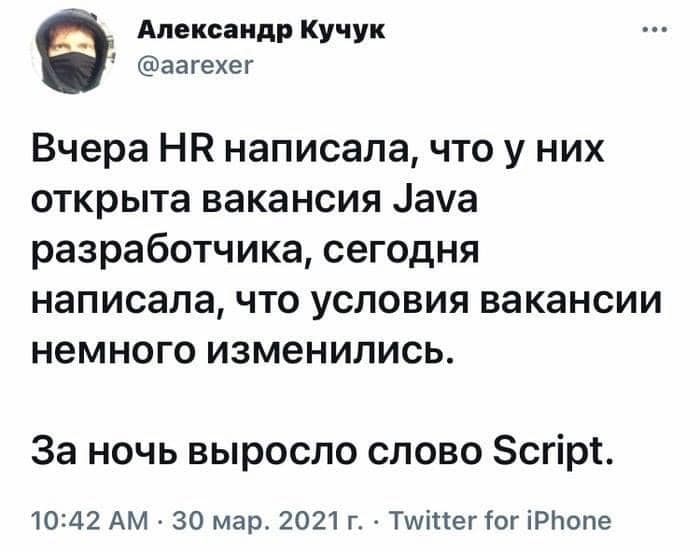 Александр Кучук
@aarexer
Вчера HR написала, что у них
открыта вакансия Java
разработчика, сегодня
написала, что условия вакансии
немного изменились.
За ночь выросло слово Script.
10:42 AM · 30 мар. 2021 г. · Twitter for iPhone